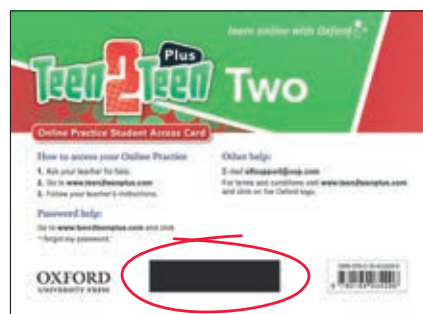 learn online with Oxford
Teen2Teen Plus Two
Online Practice Student Access Card
How to access your Online Practice
1. Ask your teacher for help.
2. Go to www.teen2teenplus.com
3. Follow your teacher's instructions.
Password help:
Go to www.teen2teenplus.com and click
"I forgot my password."
Other help:
E-mail eltsupport@oup.com
For terms and conditions visit www.teen2teenplus.com
and click on the Oxford logo.
OXFORD
UNIVERSITY PRESS